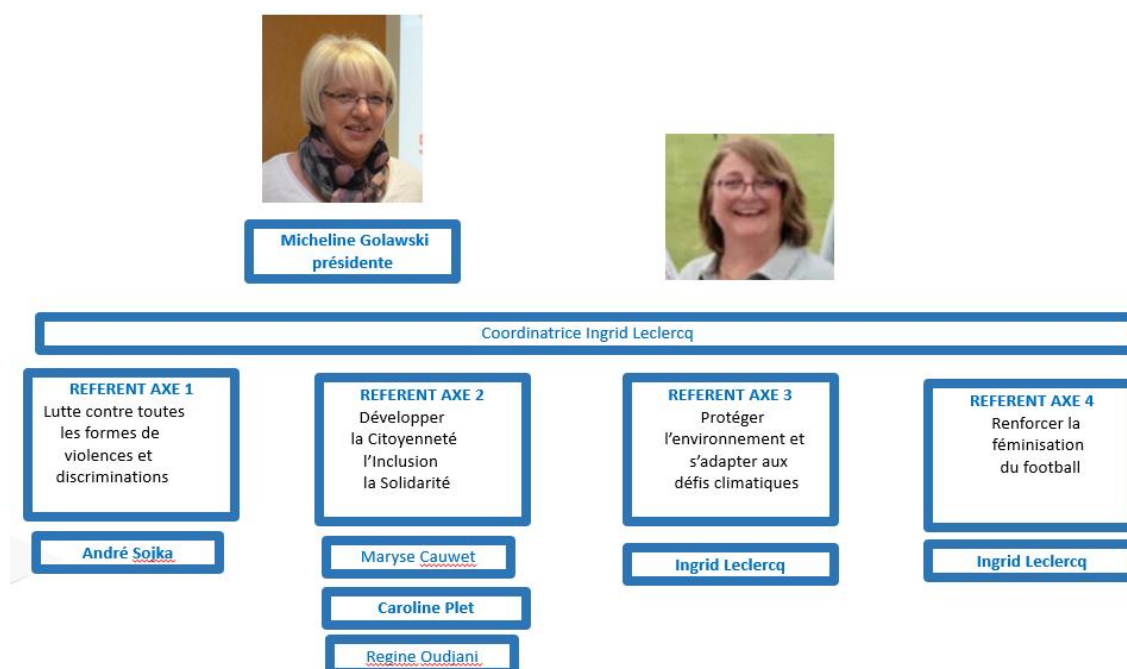 Micheline Golawski
présidente
Coordinatrice Ingrid Leclercq
REFERENT AXE 1
Lutte contre toutes
les formes de
violences et
discriminations
André Sojka
REFERENT AXE 2
Développer
la Citoyenneté
l'Inclusion
la Solidarité
Maryse Cauwet
Caroline Plet
Regine Oudjani
REFERENT AXE 3
Protéger
l'environnement et
s'adapter aux
défis climatiques
Ingrid Leclercq
REFERENT AXE 4
Renforcer la
féminisation
du football
Ingrid Leclercq